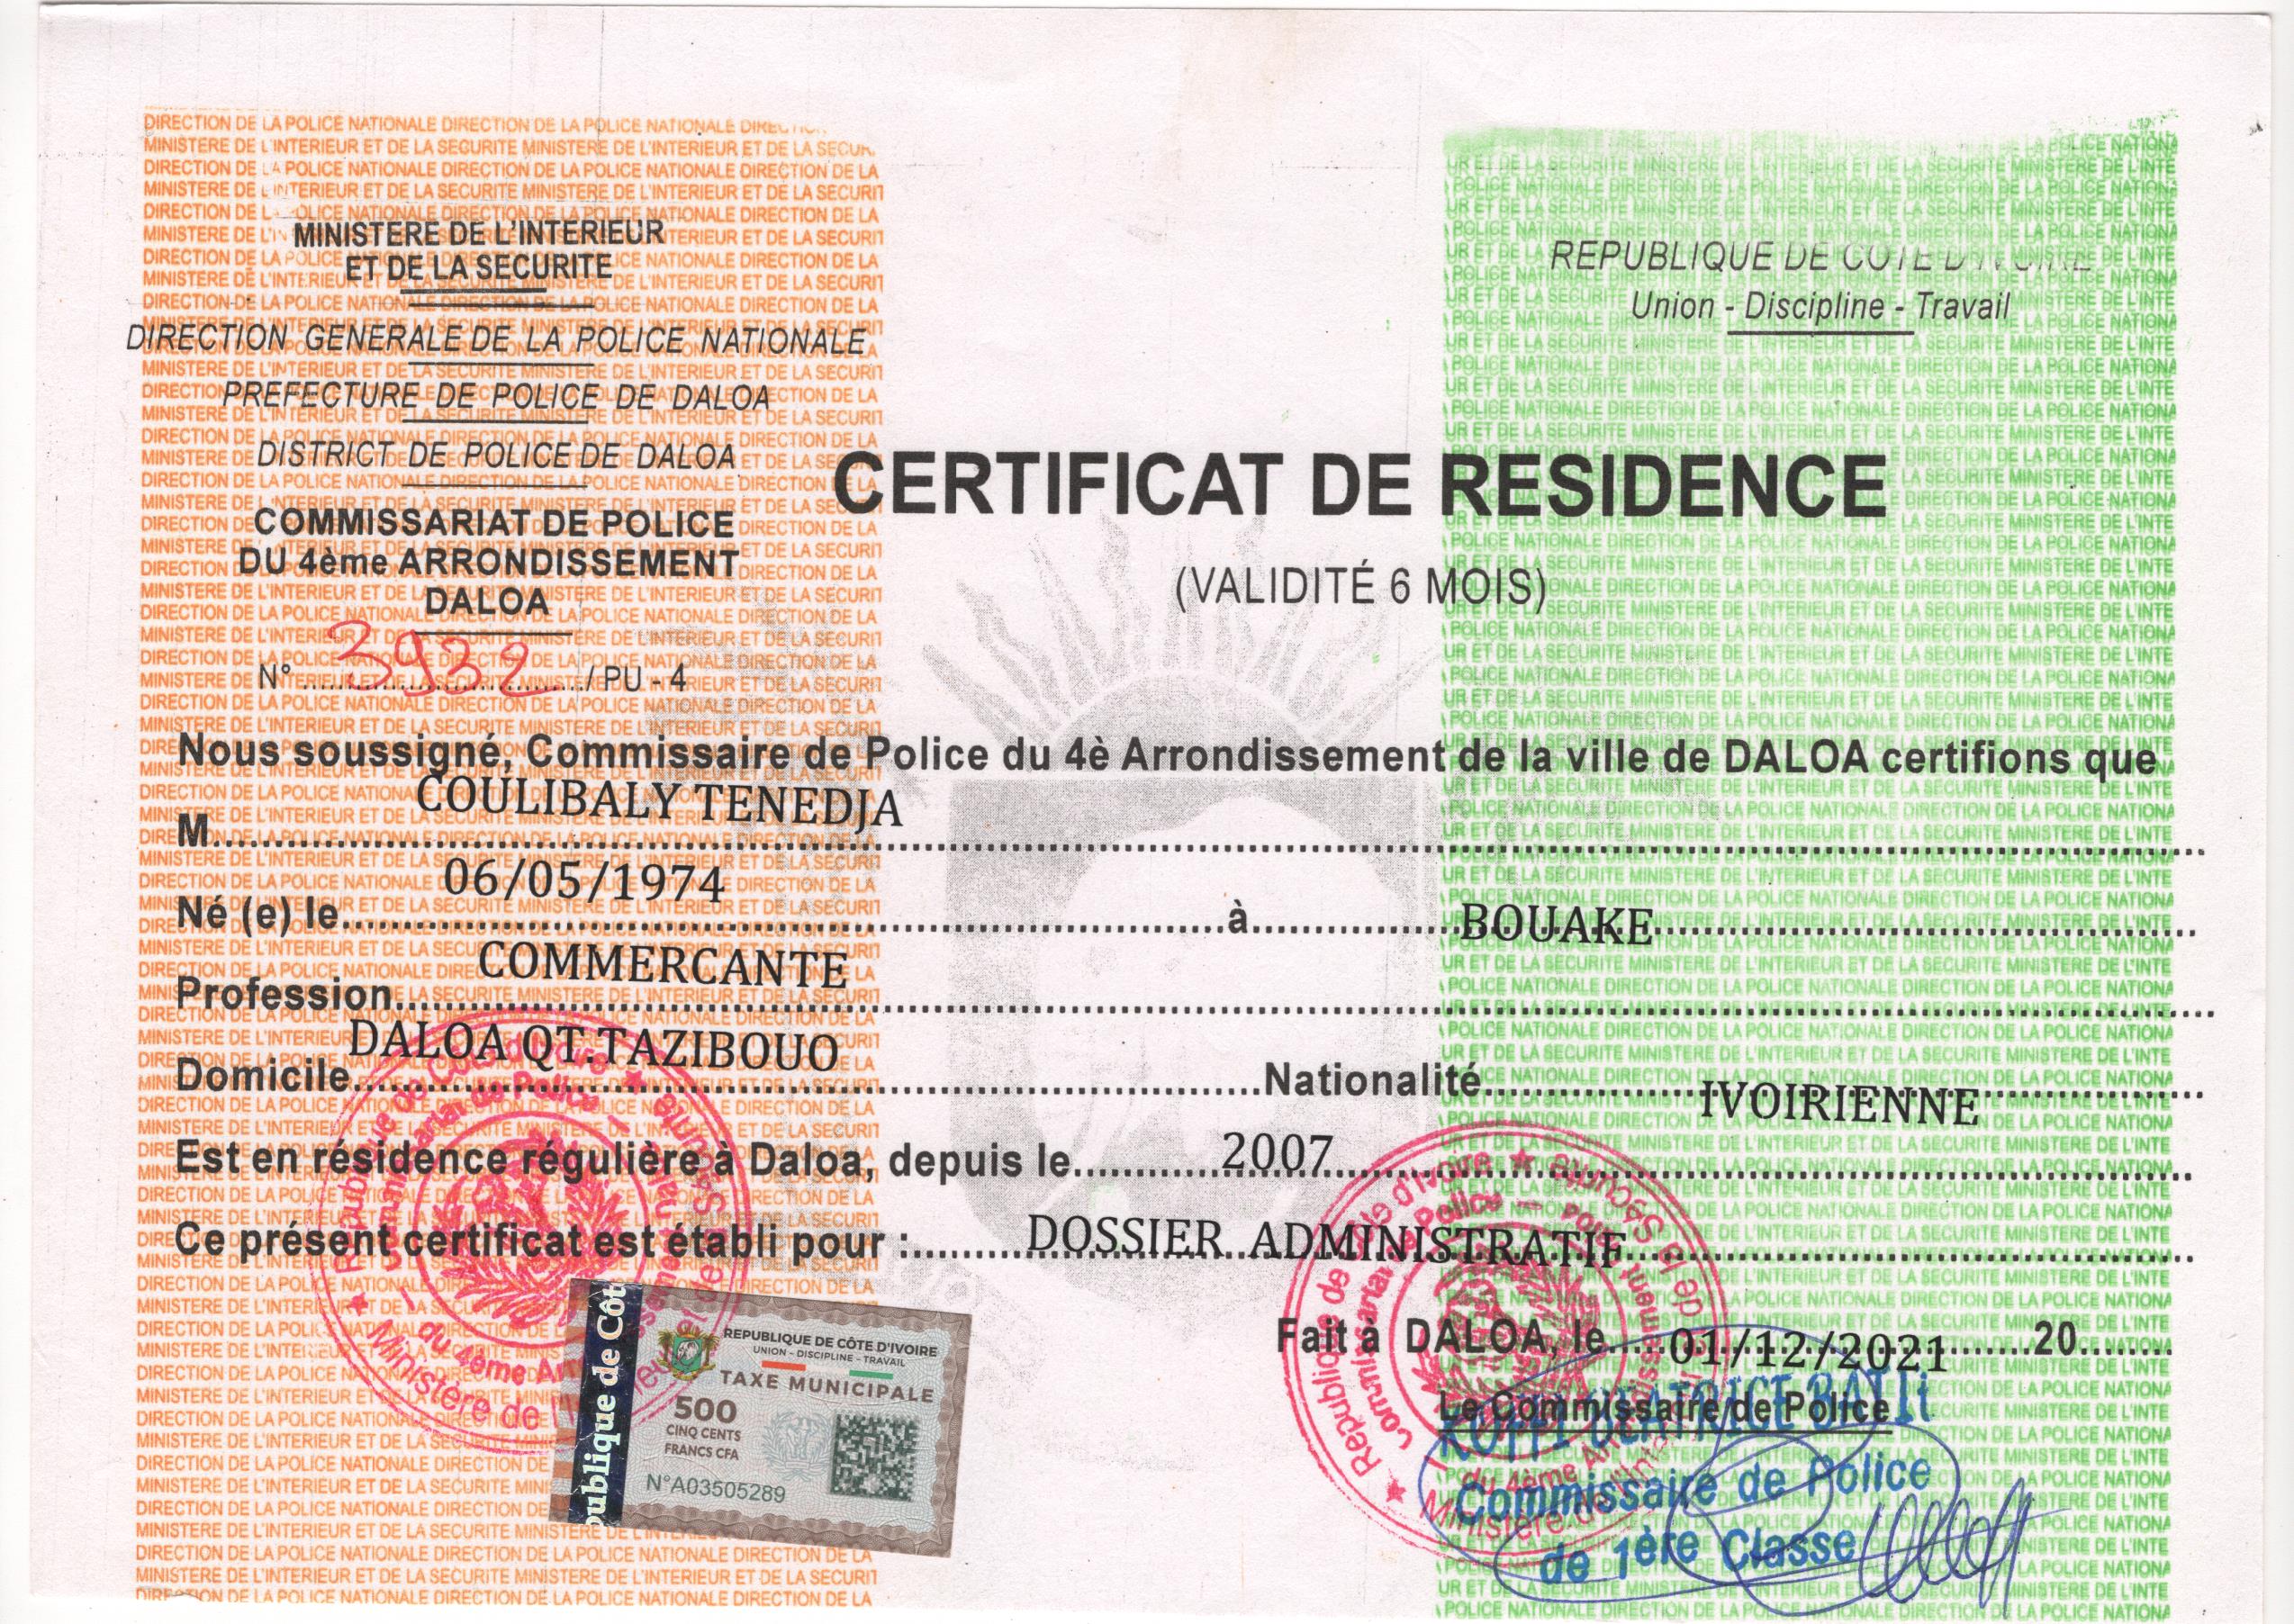 MINISTERE DE L'INTERIEUR
ET DE LA SECURITE
DIRECTION GENERALE DE LA POLICE NATIONALE
PREFECTURE DE POLICE DE DALOA
DISTRICT DE POLICE DE DALOA
COMMISSARIAT DE POLICE
DU 4ème ARRONDISSEMENT
DALOA
N° 3932 / PU - 4
REPUBLIQUE DE COTE D'IVOIRE
Union - Discipline - Travail
CERTIFICAT DE RESIDENCE
(VALIDITÉ 6 MOIS)
Nous soussigné, Commissaire de Police du 4è Arrondissement de la ville de DALOA certifions que
M. COULIBALY TENEDJA
Né (e) le 06/05/1974 à BOUAKE
Profession COMMERCANTE
Domicile DALOA QT.TAZIBOUO Nationalité IVOIRIENNE
Est en résidence régulière à Daloa, depuis le 2007
Ce présent certificat est établi pour : DOSSIER ADMINISTRATIF
Fait à DALOA, le 01/12/2021 20
Le Commissaire de Police
Commissaire de Police
de 1ère Classe
publique de Côt
REPUBLIQUE DE CÔTE D'IVOIRE
UNION - DISCIPLINE - TRAVAIL
TAXE MUNICIPALE
500
CINQ CENTS
FRANCS CFA
N°A03505289